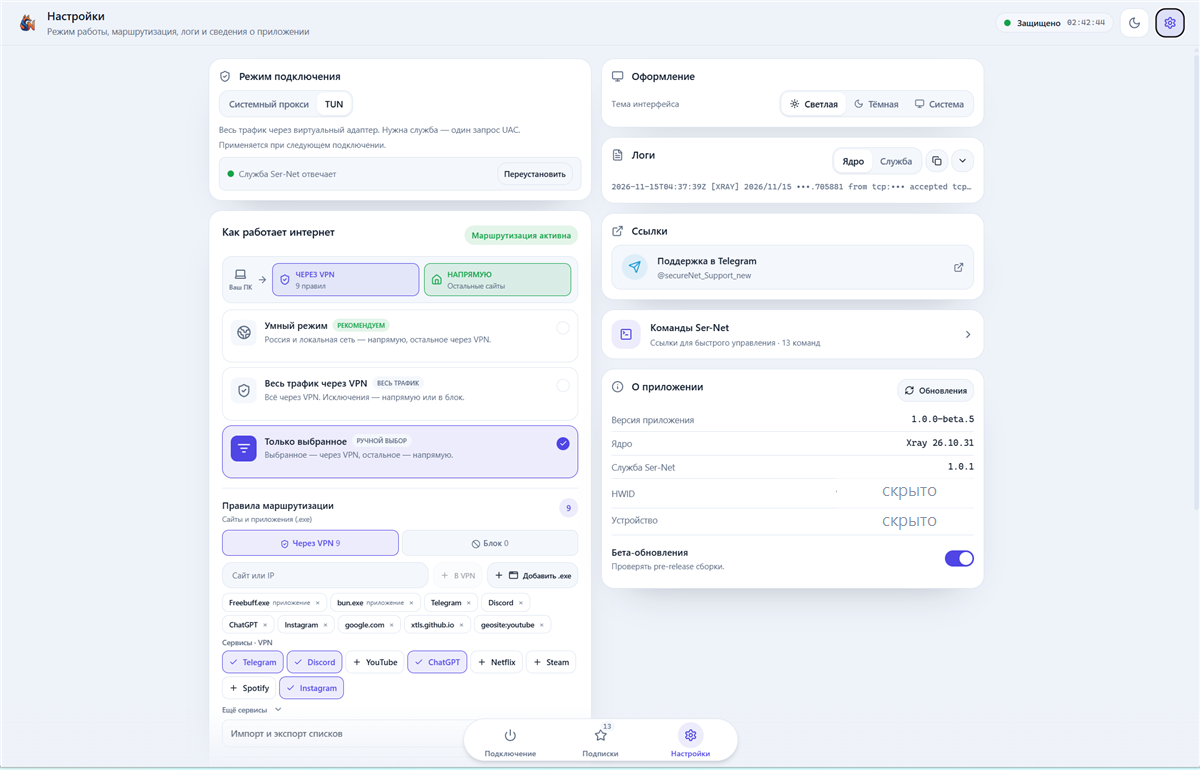 Настройки
Режим работы, маршрутизация, логи и сведения о приложении
Защищено 02:42:44
Режим подключения
Системный прокси TUN
Весь трафик через виртуальный адаптер. Нужна служба — один запрос UAC.
Применяется при следующем подключении.
Служба Ser-Net отвечает Переустановить
Как работает интернет Маршрутизация активна
Ваш ПК
ЧЕРЕЗ VPN
9 правил
НАПРЯМУЮ
Остальные сайты
Умный режим РЕКОМЕНДУЕМ
Россия и локальная сеть — напрямую, остальное через VPN.
Весь трафик через VPN ВЕСЬ ТРАФИК
Всё через VPN. Исключения — напрямую или в блок.
Только выбранное РУЧНОЙ ВЫБОР
Выбранное — через VPN, остальное — напрямую.
Правила маршрутизации 9
Сайты и приложения (.exe)
Через VPN 9 Блок 0
Сайт или IP + В VPN + Добавить .exe
Freebuff.exe приложение × bun.exe приложение × Telegram × Discord ×
ChatGPT × Instagram × google.com × xtls.github.io × geosite:youtube ×
Сервисы · VPN
Telegram Discord + YouTube ChatGPT + Netflix + Steam
+ Spotify Instagram
Ещё сервисы
Импорт и экспорт списков
Оформление
Тема интерфейса Светлая Тёмная Система
Логи Ядро Служба
2026-11-15T04:37:39Z [XRAY] 2026/11/15 •••.705881 from tcp:••• accepted tcp…
Ссылки
Поддержка в Telegram
@secureNet_Support_new
Команды Ser-Net
Ссылки для быстрого управления · 13 команд
О приложении Обновления
Версия приложения 1.0.0-beta.5
Ядро Xray 26.10.31
Служба Ser-Net 1.0.1
HWID скрыто
Устройство скрыто
Бета-обновления
Проверять pre-release сборки.
13
Подключение Подписки Настройки